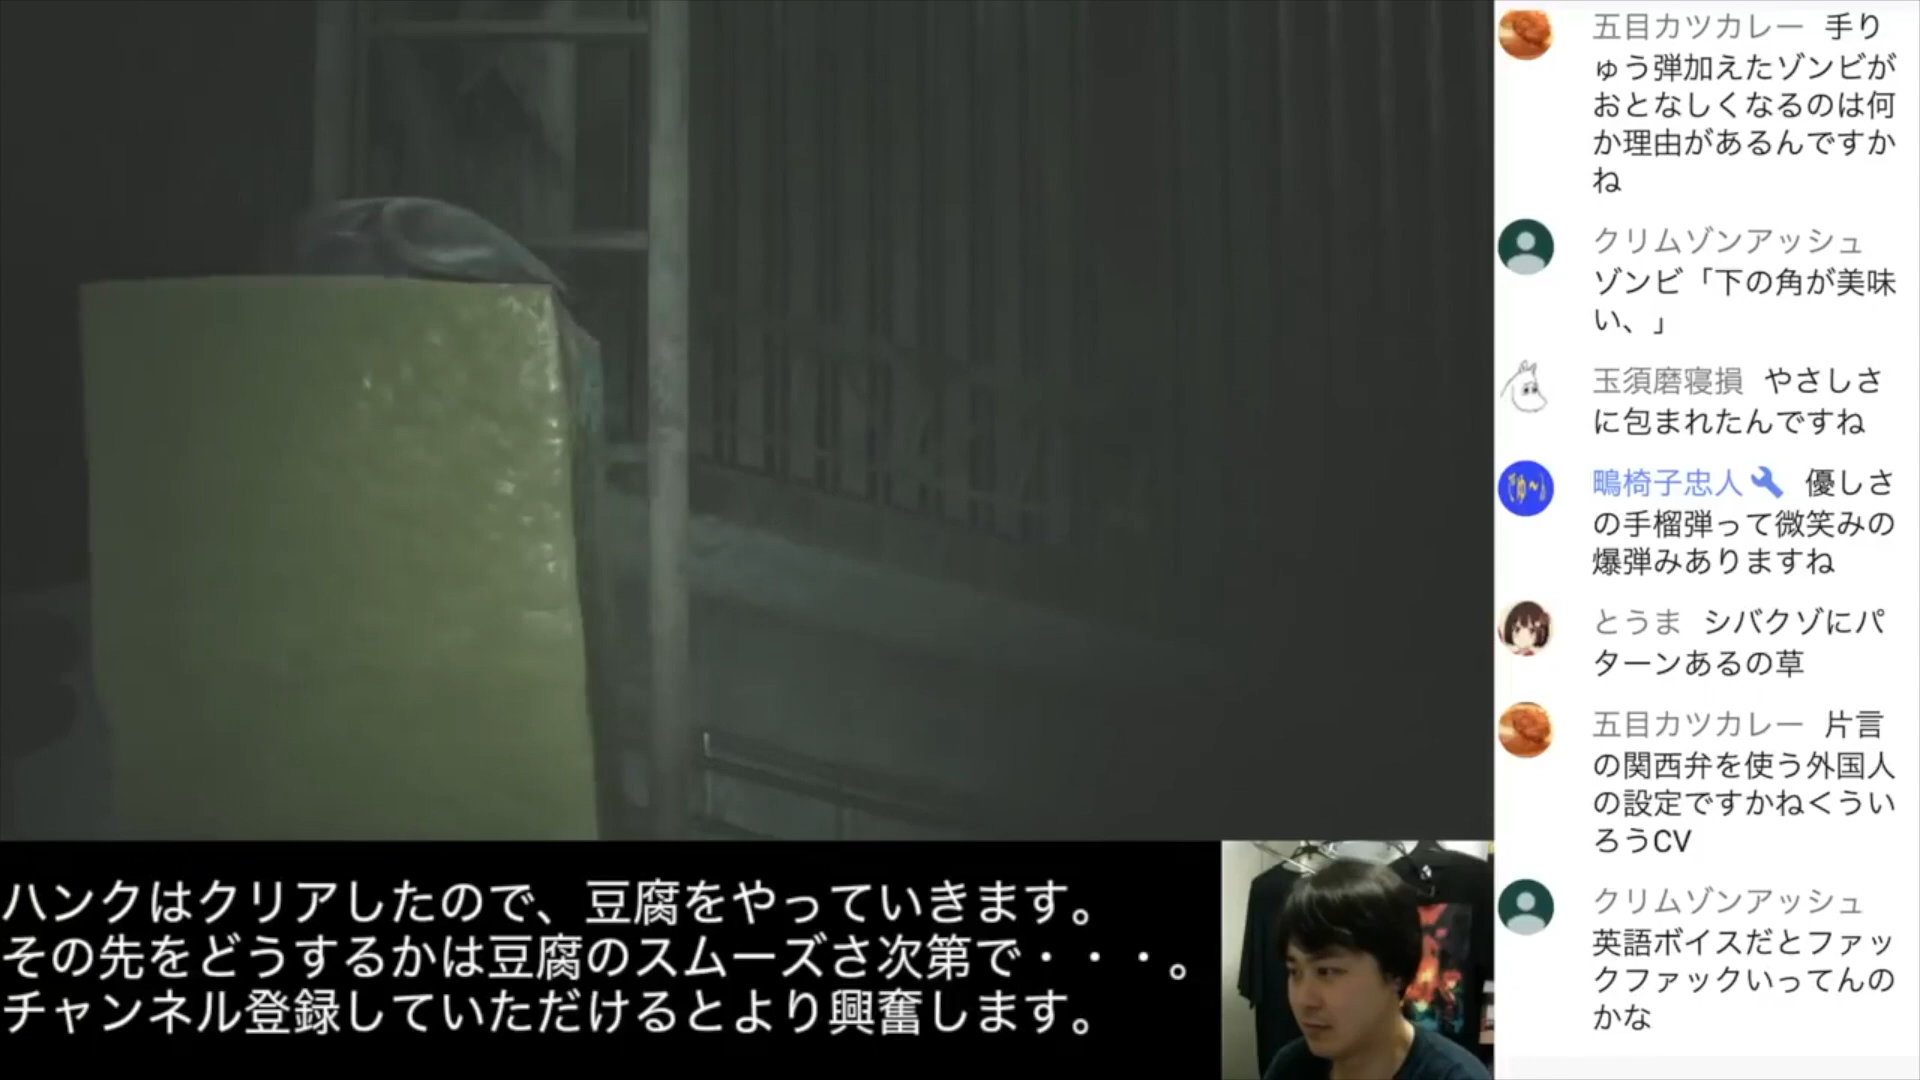 五目カツカレー 手り
ゅう弾加えたゾンビが
おとなしくなるのは何
か理由があるんですか
ね
クリムゾンアッシュ
ゾンビ「下の角が美味
い、」
玉須磨寝損 やさしさ
に包まれたんですね
鴫椅子忠人 優しさ
の手榴弾って微笑みの
爆弾みありますね
とうま シバクゾにパ
ターンあるの草
五目カツカレー 片言
の関西弁を使う外国人
の設定ですかねくうい
ろうCV
クリムゾンアッシュ
英語ボイスだとファッ
クファックいってんの
かな
ハンクはクリアしたので、豆腐をやっていきます。
その先をどうするかは豆腐のスムーズさ次第で・・・。
チャンネル登録していただけるとより興奮します。